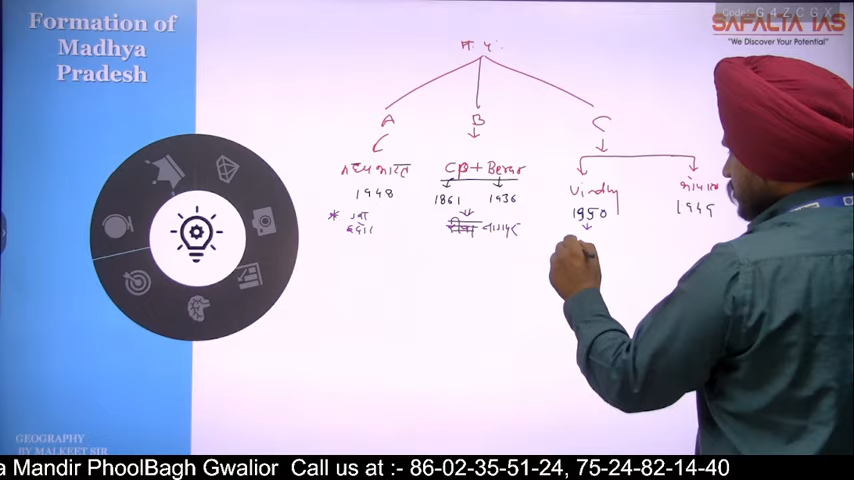 Formation of
Madhya
Pradesh
Code: G 4 Z C G X
SAFALTA IAS
"We Discover Your Potential"
म. प्र.
A B C
मध्य भारत
CP + Berar
Vindhy
भोपाल
1948
1861 1936
1950
1949
नागपुर
GEOGRAPHY
BY MALKEET SIR
a Mandir PhoolBagh Gwalior Call us at :- 86-02-35-51-24, 75-24-82-14-40